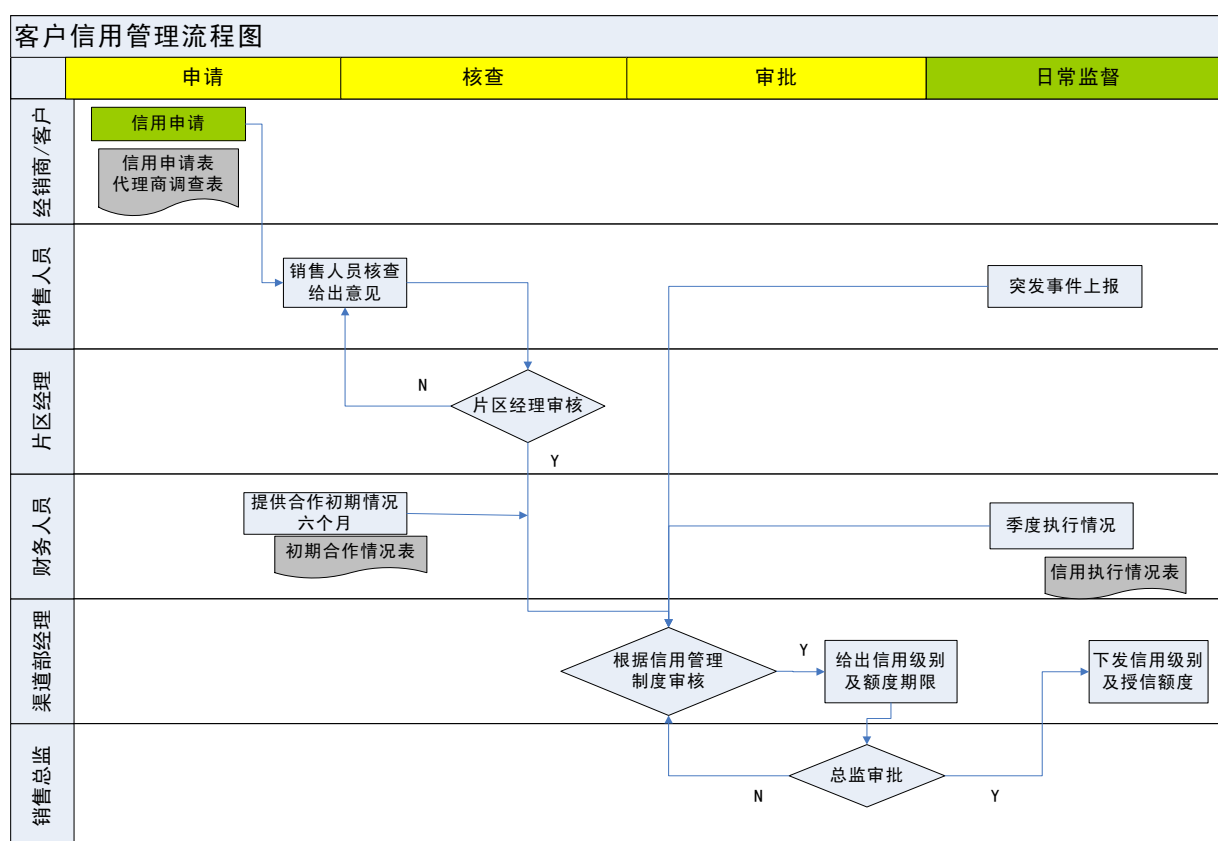 客户信用管理流程图
申请
核查
审批
日常监督
经销商/客户
信用申请
信用申请表
代理商调查表
销售人员
销售人员核查
给出意见
突发事件上报
片区经理
N
片区经理审核
Y
财务人员
提供合作初期情况
六个月
初期合作情况表
季度执行情况
信用执行情况表
渠道部经理
根据信用管理
制度审核
Y
给出信用级别
及额度期限
下发信用级别
及授信额度
销售总监
总监审批
N
Y